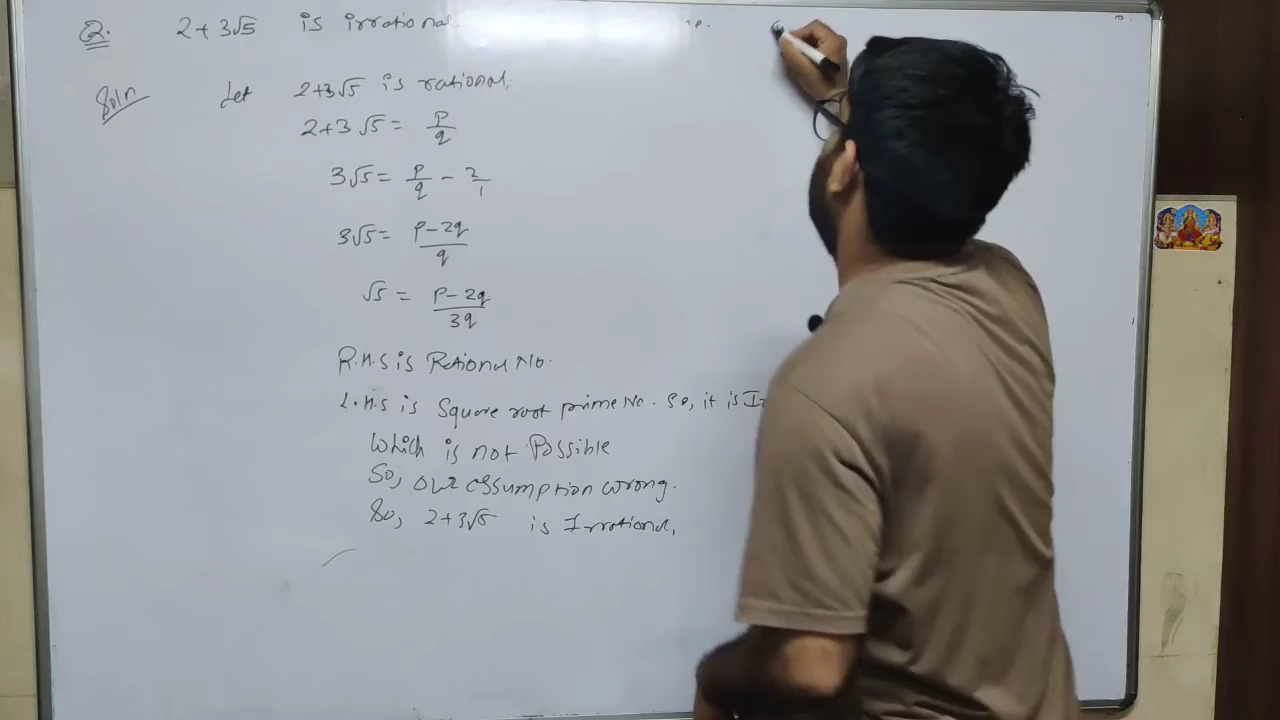 Q. 2+3√5 is irrational.
Soln Let 2+3√5 is rational.
2+3√5 = P/q
3√5 = P/q - 2/1
3√5 = P-2q/q
√5 = P-2q/3q
R.H.S is Rational No.
L.H.S is Square root prime No. So, it is
Which is not Possible
So, our assumption wrong.
So, 2+3√5 is Irrational,